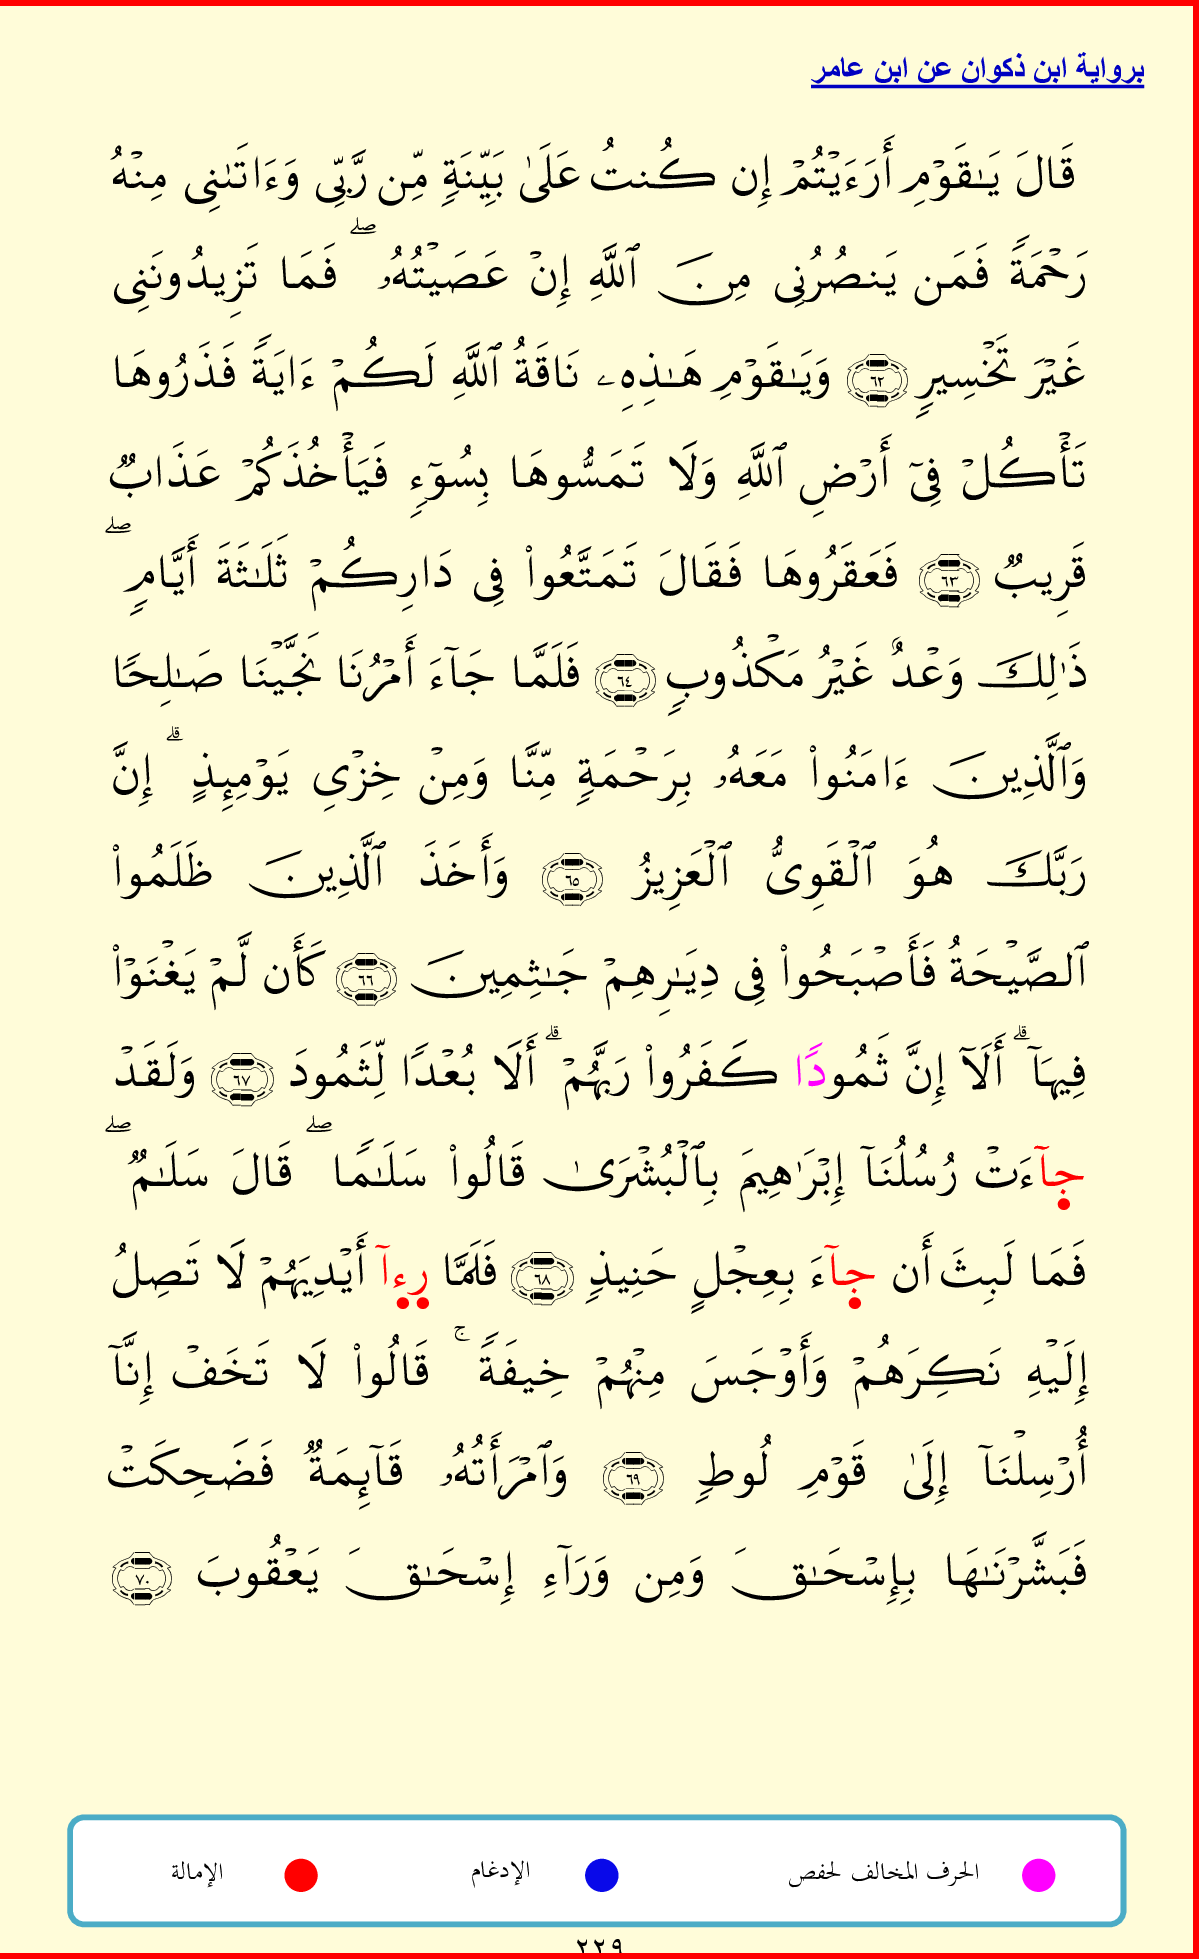 برواية ابن ذكوان عن ابن عامر
قَالَ يَـٰقَوۡمِ أَرَءَيۡتُمۡ إِن كُنتُ عَلَىٰ بَيِّنَةٍ مِّن رَّبِّى وَءَاتَىٰنِى مِنۡهُ
رَحۡمَةً فَمَن يَنصُرُنِى مِنَ ٱللَّهِ إِنۡ عَصَيۡتُهُۥ ۖ فَمَا تَزِيدُونَنِى
غَيۡرَ تَخۡسِيرٍ ٦٢ وَيَـٰقَوۡمِ هَـٰذِهِۦ نَاقَةُ ٱللَّهِ لَكُمۡ ءَايَةً فَذَرُوهَا
تَأۡكُلۡ فِىٓ أَرۡضِ ٱللَّهِ وَلَا تَمَسُّوهَا بِسُوٓءٍ فَيَأۡخُذَكُمۡ عَذَابٌ
قَرِيبٌ ٦٣ فَعَقَرُوهَا فَقَالَ تَمَتَّعُوا۟ فِى دَارِكُمۡ ثَلَـٰثَةَ أَيَّامٍ ۖ
ذَٰلِكَ وَعۡدٌ غَيۡرُ مَكۡذُوبٍ ٦٤ فَلَمَّا جَآءَ أَمۡرُنَا نَجَّيۡنَا صَـٰلِحًا
وَٱلَّذِينَ ءَامَنُوا۟ مَعَهُۥ بِرَحۡمَةٍ مِّنَّا وَمِنۡ خِزۡىِ يَوۡمِئِذٍ ۗ إِنَّ
رَبَّكَ هُوَ ٱلۡقَوِىُّ ٱلۡعَزِيزُ ٦٥ وَأَخَذَ ٱلَّذِينَ ظَلَمُوا۟
ٱلصَّيۡحَةُ فَأَصۡبَحُوا۟ فِى دِيَـٰرِهِمۡ جَـٰثِمِينَ ٦٦ كَأَن لَّمۡ يَغۡنَوۡا۟
فِيهَآ ۗ أَلَآ إِنَّ ثَمُودًا كَفَرُوا۟ رَبَّهُمۡ ۗ أَلَا بُعۡدًا لِّثَمُودَ ٦٧ وَلَقَدۡ
جَآءَتۡ رُسُلُنَآ إِبۡرَٰهِيمَ بِٱلۡبُشۡرَىٰ قَالُوا۟ سَلَـٰمًا ۖ قَالَ سَلَـٰمٌ ۖ
فَمَا لَبِثَ أَن جَآءَ بِعِجۡلٍ حَنِيذٍ ٦٨ فَلَمَّا رِءِآ أَيۡدِيَهُمۡ لَا تَصِلُ
إِلَيۡهِ نَكِرَهُمۡ وَأَوۡجَسَ مِنۡهُمۡ خِيفَةً ۚ قَالُوا۟ لَا تَخَفۡ إِنَّآ
أُرۡسِلۡنَآ إِلَىٰ قَوۡمِ لُوطٍ ٦٩ وَٱمۡرَأَتُهُۥ قَآئِمَةٌ فَضَحِكَتۡ
فَبَشَّرۡنَـٰهَا بِإِسۡحَـٰقَ وَمِن وَرَآءِ إِسۡحَـٰقَ يَعۡقُوبَ ٧٠
الحرف المخالف لحفص الإدغام الإمالة
٢٢٩